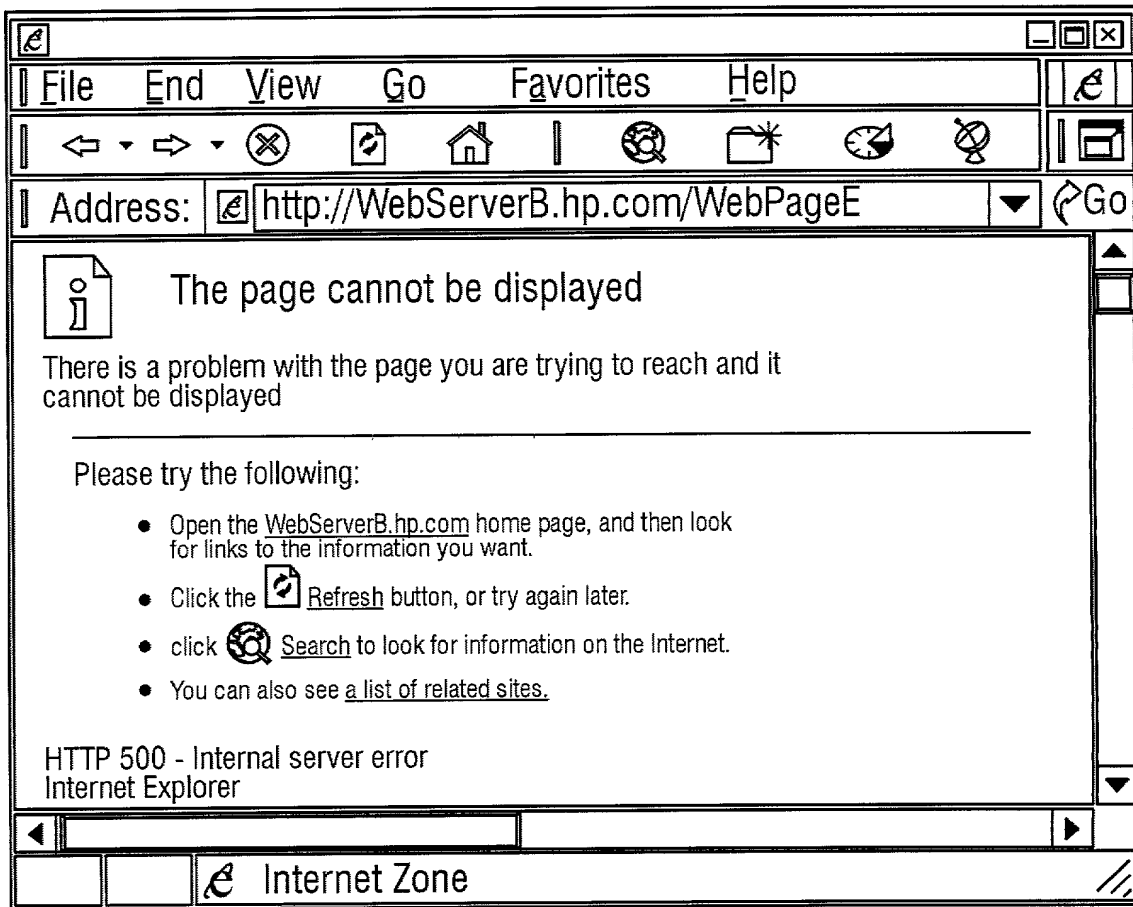 File End View Go Favorites Help
Address: http://WebServerB.hp.com/WebPageE Go
The page cannot be displayed
There is a problem with the page you are trying to reach and it
cannot be displayed
Please try the following:
• Open the WebServerB.hp.com home page, and then look
for links to the information you want.
• Click the Refresh button, or try again later.
• click Search to look for information on the Internet.
• You can also see a list of related sites.
HTTP 500 - Internal server error
Internet Explorer
Internet Zone